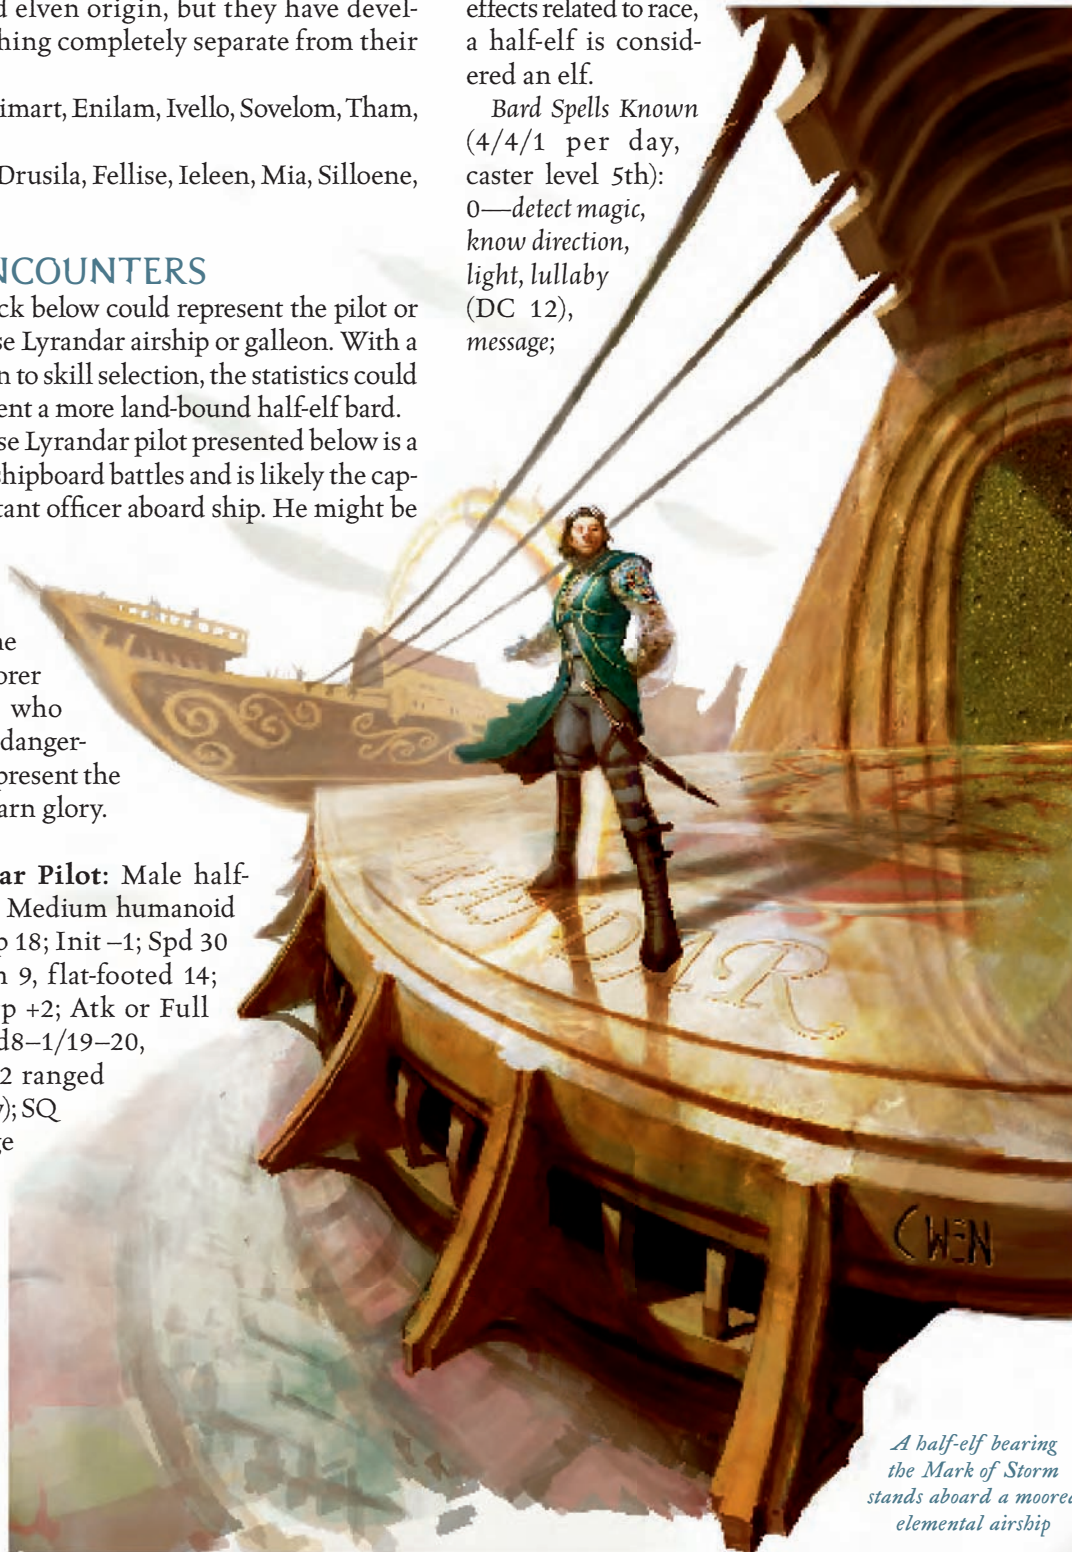 d elven origin, but they have devel-
hing completely separate from their
imart, Enilam, Ivello, Sovelom, Tham,
Drusila, Fellise, Ieleen, Mia, Silloene,
NCOUNTERS
ck below could represent the pilot or
se Lyrandar airship or galleon. With a
n to skill selection, the statistics could
ent a more land-bound half-elf bard.
se Lyrandar pilot presented below is a
shipboard battles and is likely the cap-
tant officer aboard ship. He might be
ne
orer
who
danger-
present the
arn glory.
ar Pilot: Male half-
Medium humanoid
p 18; Init –1; Spd 30
h 9, flat-footed 14;
p +2; Atk or Full
d8–1/19–20,
2 ranged
y); SQ
ge
effects related to race,
a half-elf is consid-
ered an elf.
Bard Spells Known
(4/4/1 per day,
caster level 5th):
0—detect magic,
know direction,
light, lullaby
(DC 12),
message;
CWEN
A half-elf bearing
the Mark of Storm
stands aboard a moored
elemental airship